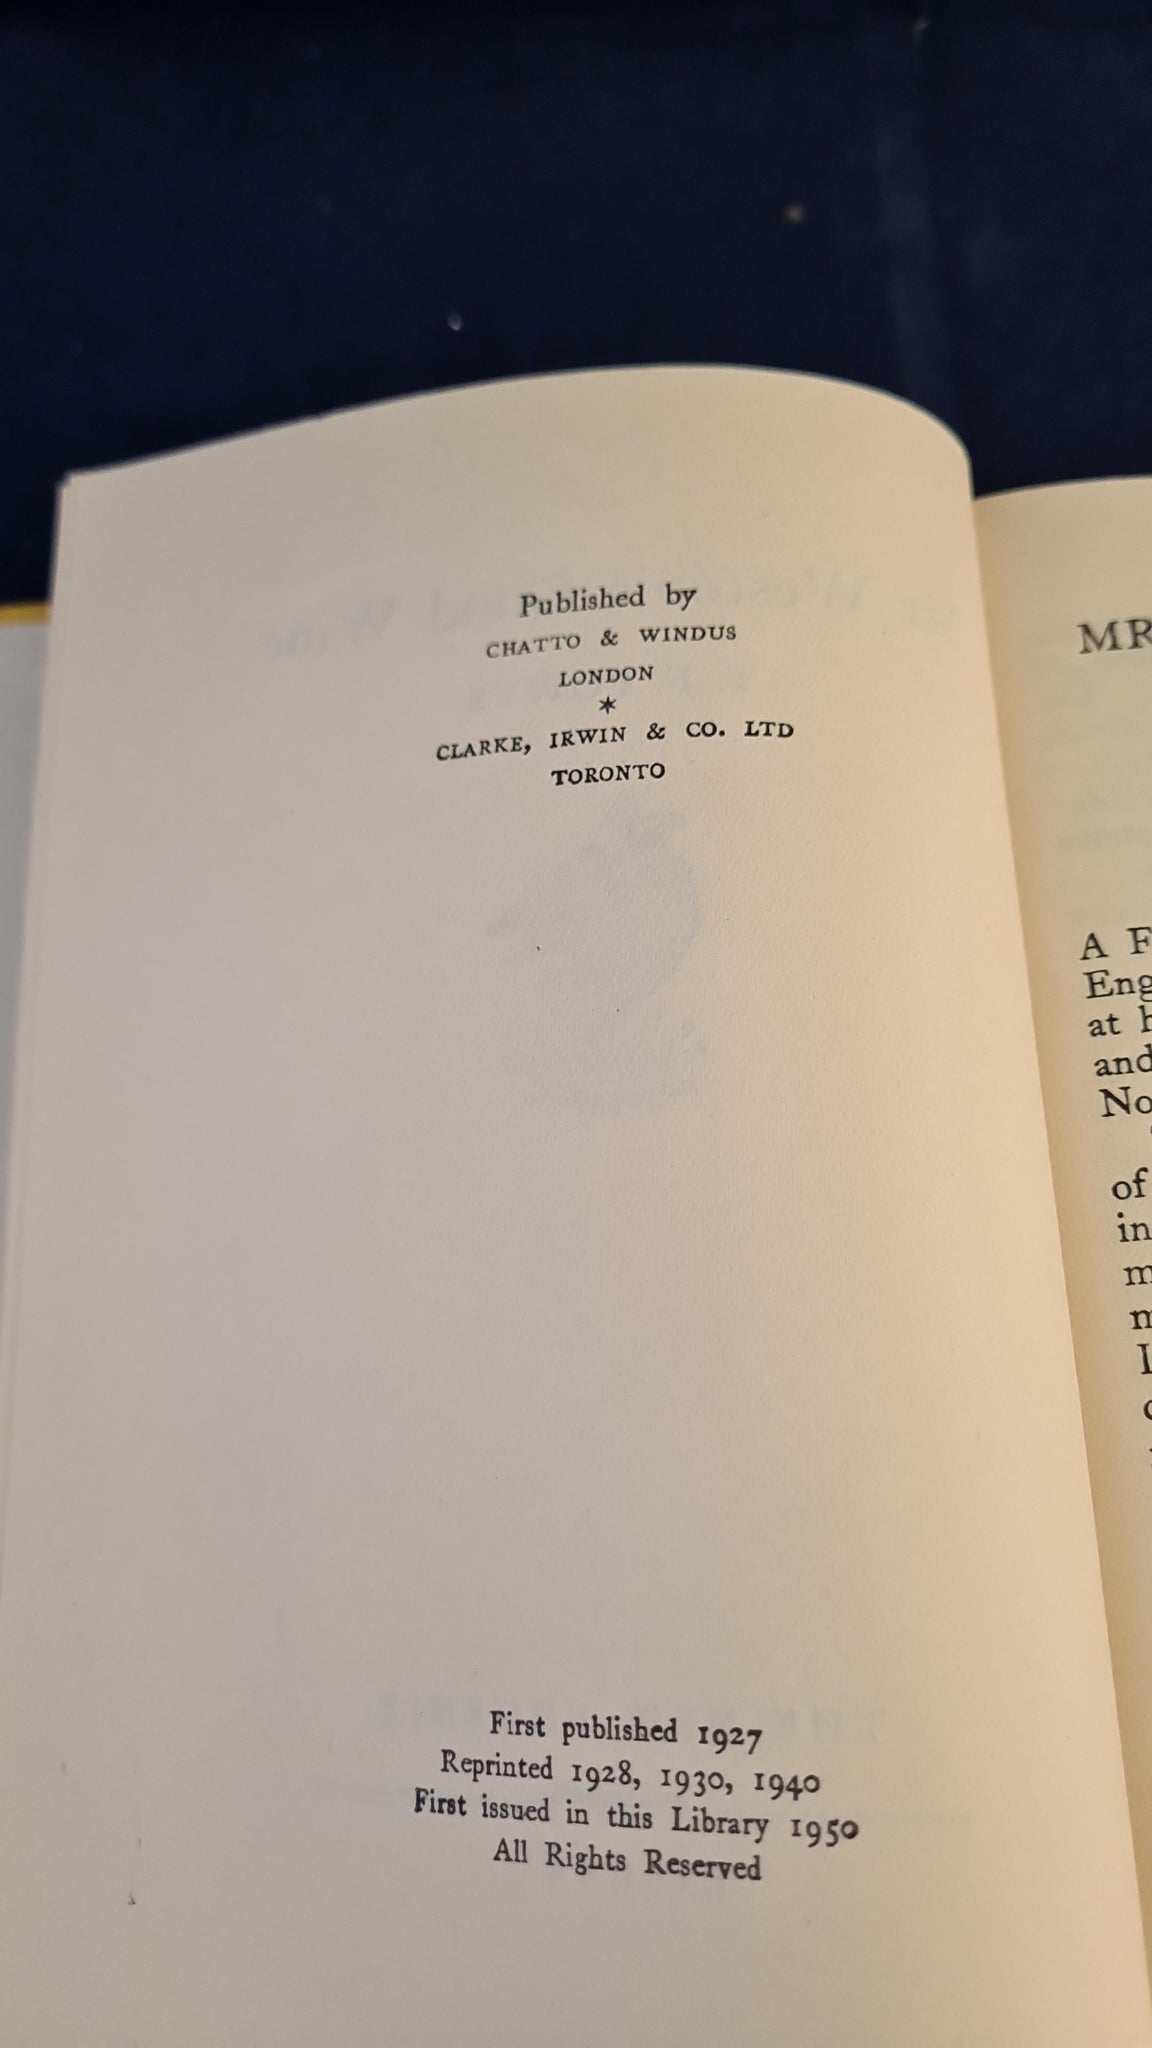 Published by
CHATTO & WINDUS
LONDON
*
CLARKE, IRWIN & CO. LTD
TORONTO
First published 1927
Reprinted 1928, 1930, 1940
First issued in this Library 1950
All Rights Reserved
MR
A F
Eng
at h
and
No
of
in